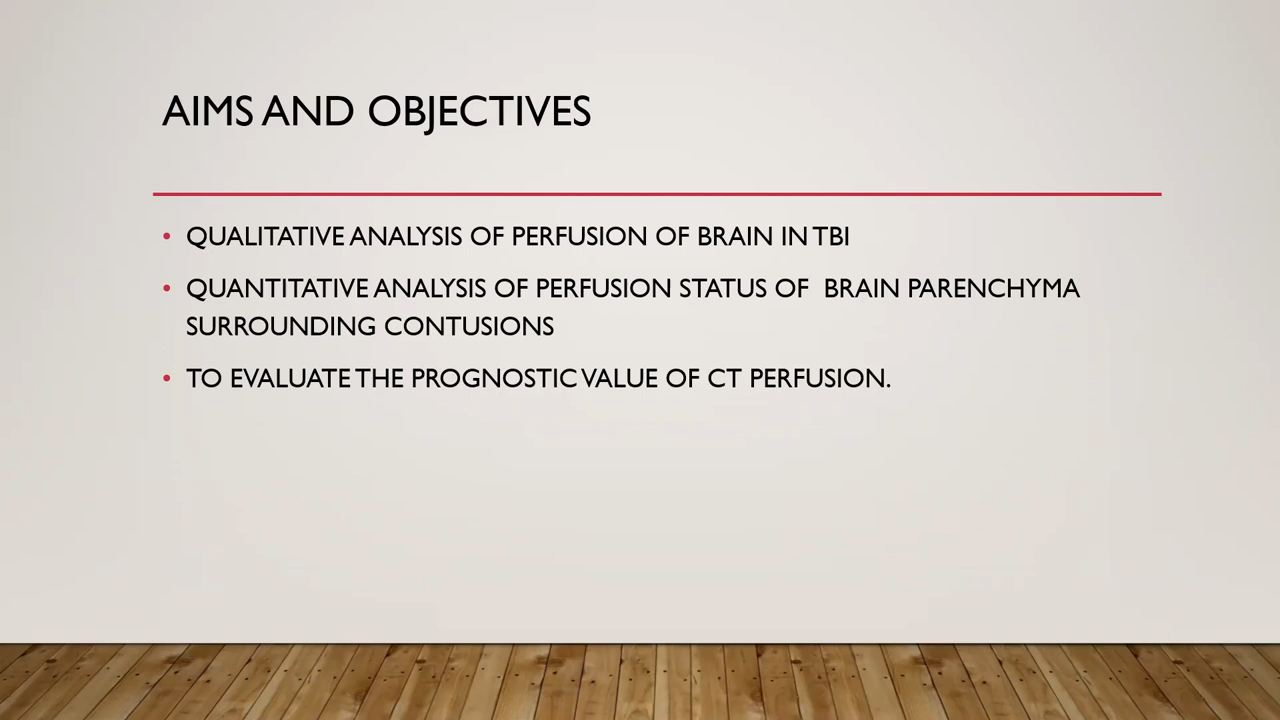 AIMS AND OBJECTIVES
• QUALITATIVE ANALYSIS OF PERFUSION OF BRAIN IN TBI
• QUANTITATIVE ANALYSIS OF PERFUSION STATUS OF  BRAIN PARENCHYMA
SURROUNDING CONTUSIONS
• TO EVALUATE THE PROGNOSTIC VALUE OF CT PERFUSION.